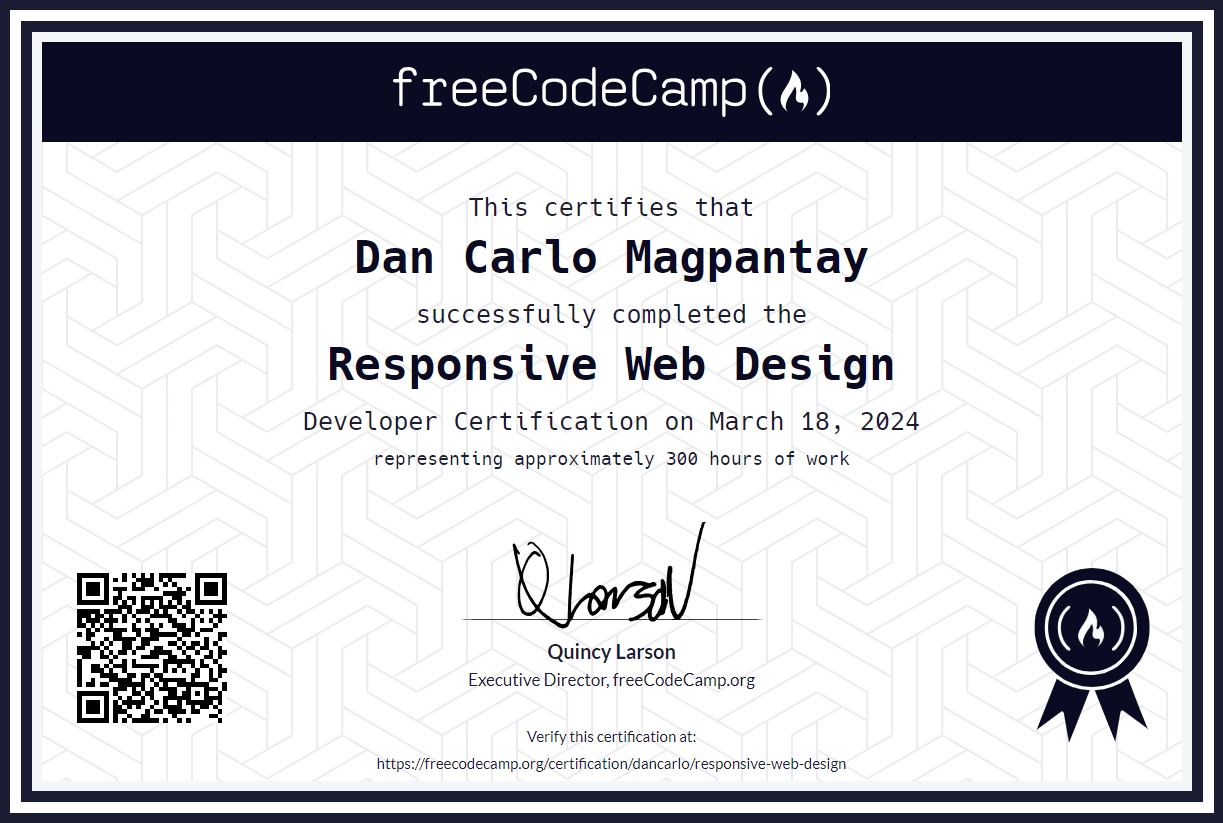 freeCodeCamp
This certifies that
Dan Carlo Magpantay
successfully completed the
Responsive Web Design
Developer Certification on March 18, 2024
representing approximately 300 hours of work
Q Larson
Quincy Larson
Executive Director, freeCodeCamp.org
Verify this certification at:
https://freecodecamp.org/certification/dancarlo/responsive-web-design